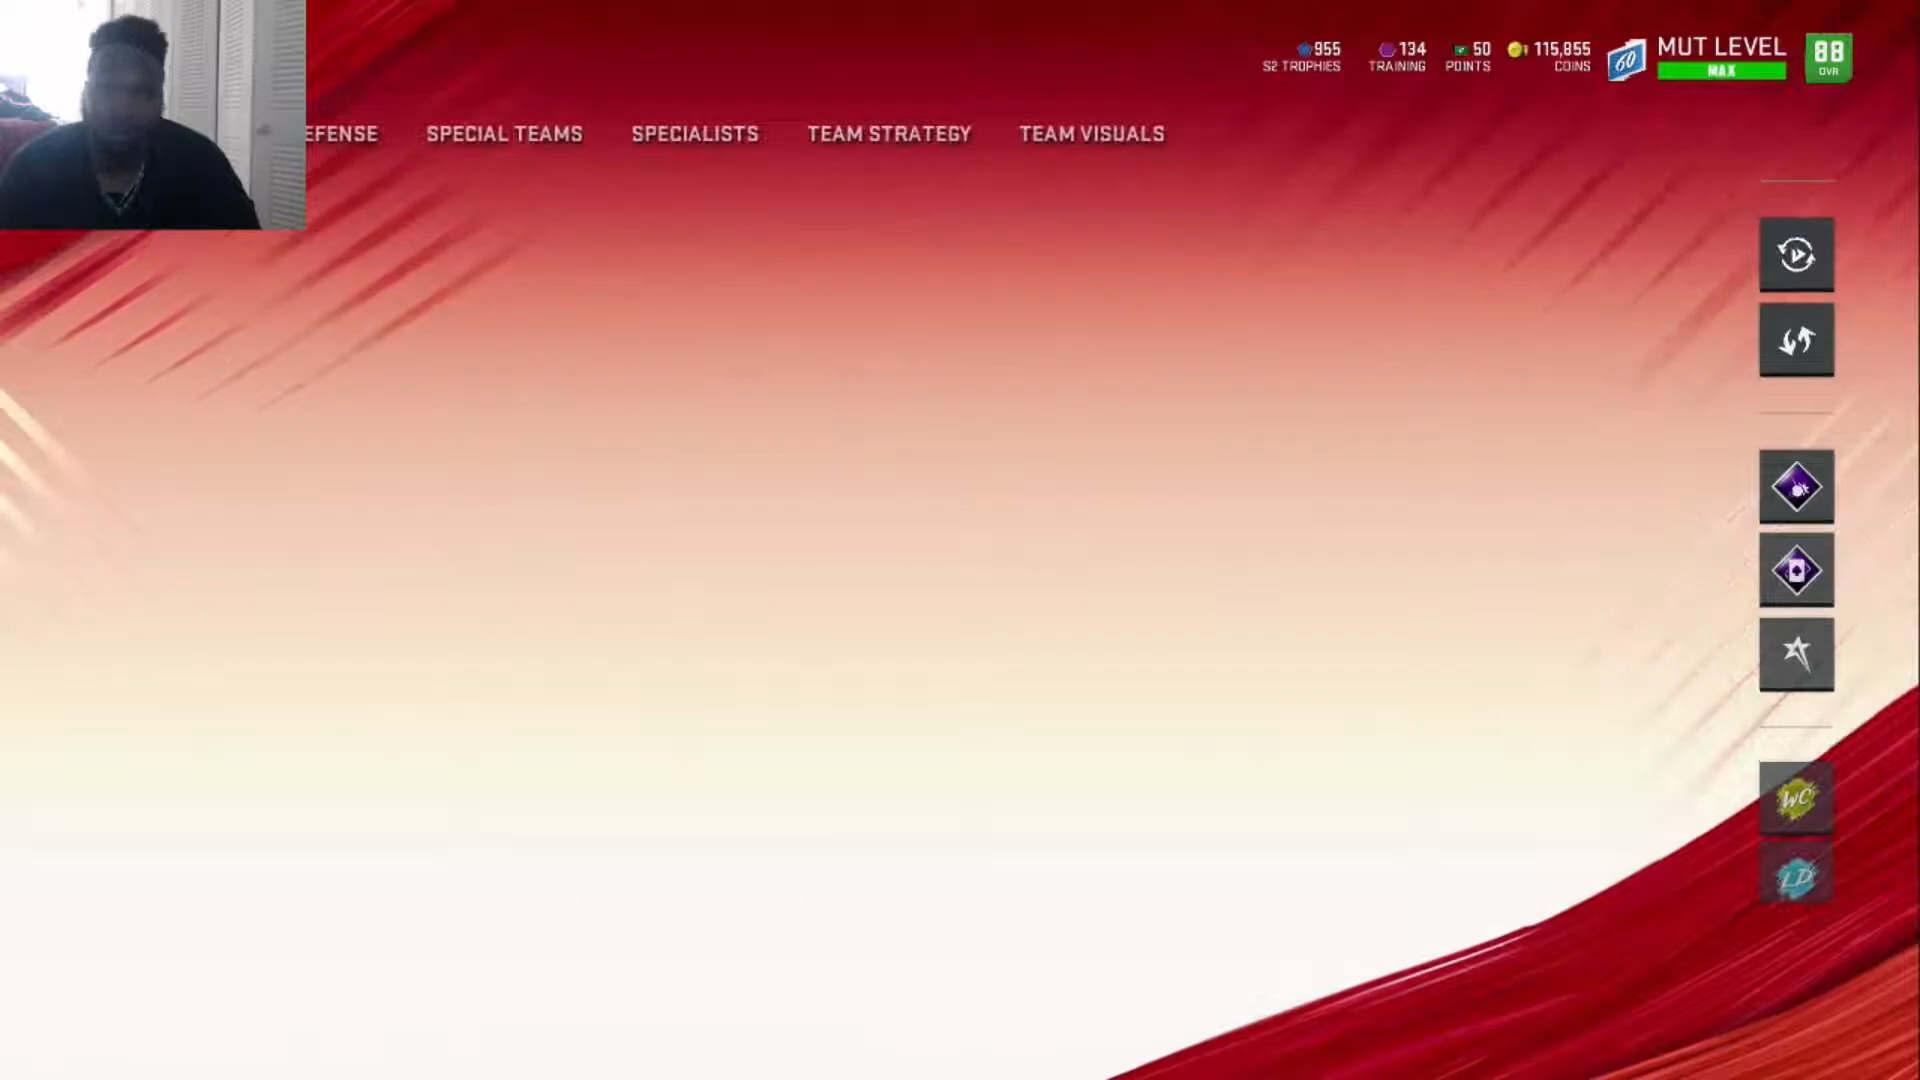 955
S2 TROPHIES
134
TRAINING
50
POINTS
115,855
COINS
60
MUT LEVEL
MAX
88
OVR
EFENSE
SPECIAL TEAMS
SPECIALISTS
TEAM STRATEGY
TEAM VISUALS
WC
LD